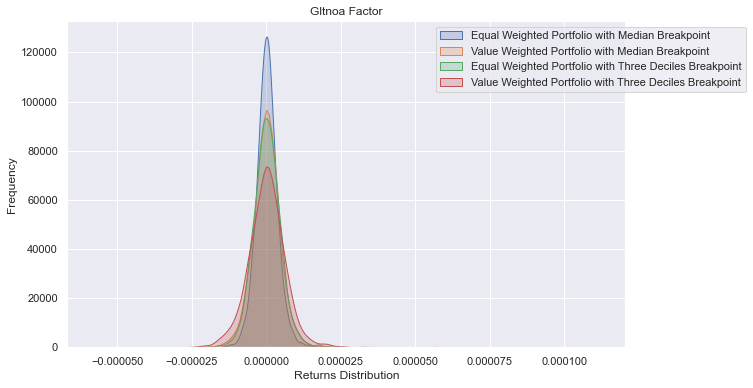 Gltnoa Factor
Equal Weighted Portfolio with Median Breakpoint
Value Weighted Portfolio with Median Breakpoint
Equal Weighted Portfolio with Three Deciles Breakpoint
Value Weighted Portfolio with Three Deciles Breakpoint
120000
100000
80000
60000
40000
20000
0
Frequency
−0.000050 −0.000025 0.000000 0.000025 0.000050 0.000075 0.000100
Returns Distribution